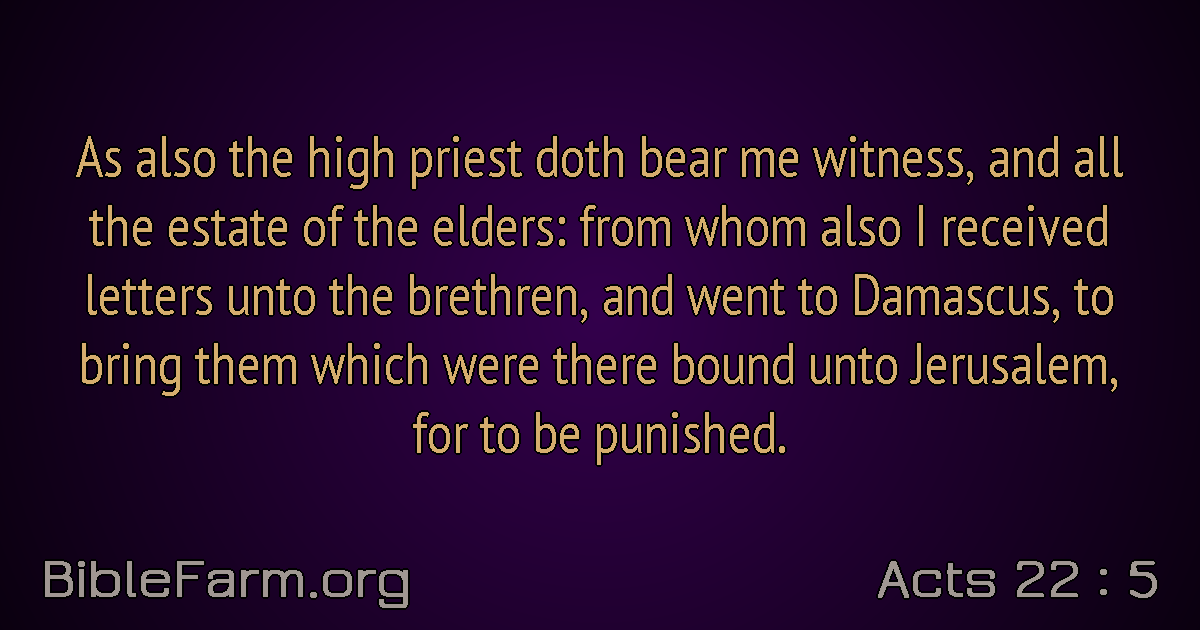 As also the high priest doth bear me witness, and all
the estate of the elders: from whom also I received
letters unto the brethren, and went to Damascus, to
bring them which were there bound unto Jerusalem,
for to be punished.
BibleFarm.org
Acts 22 : 5